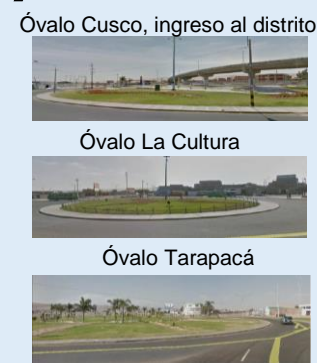 Óvalo Cusco, ingreso al distrito
Óvalo La Cultura
Óvalo Tarapacá